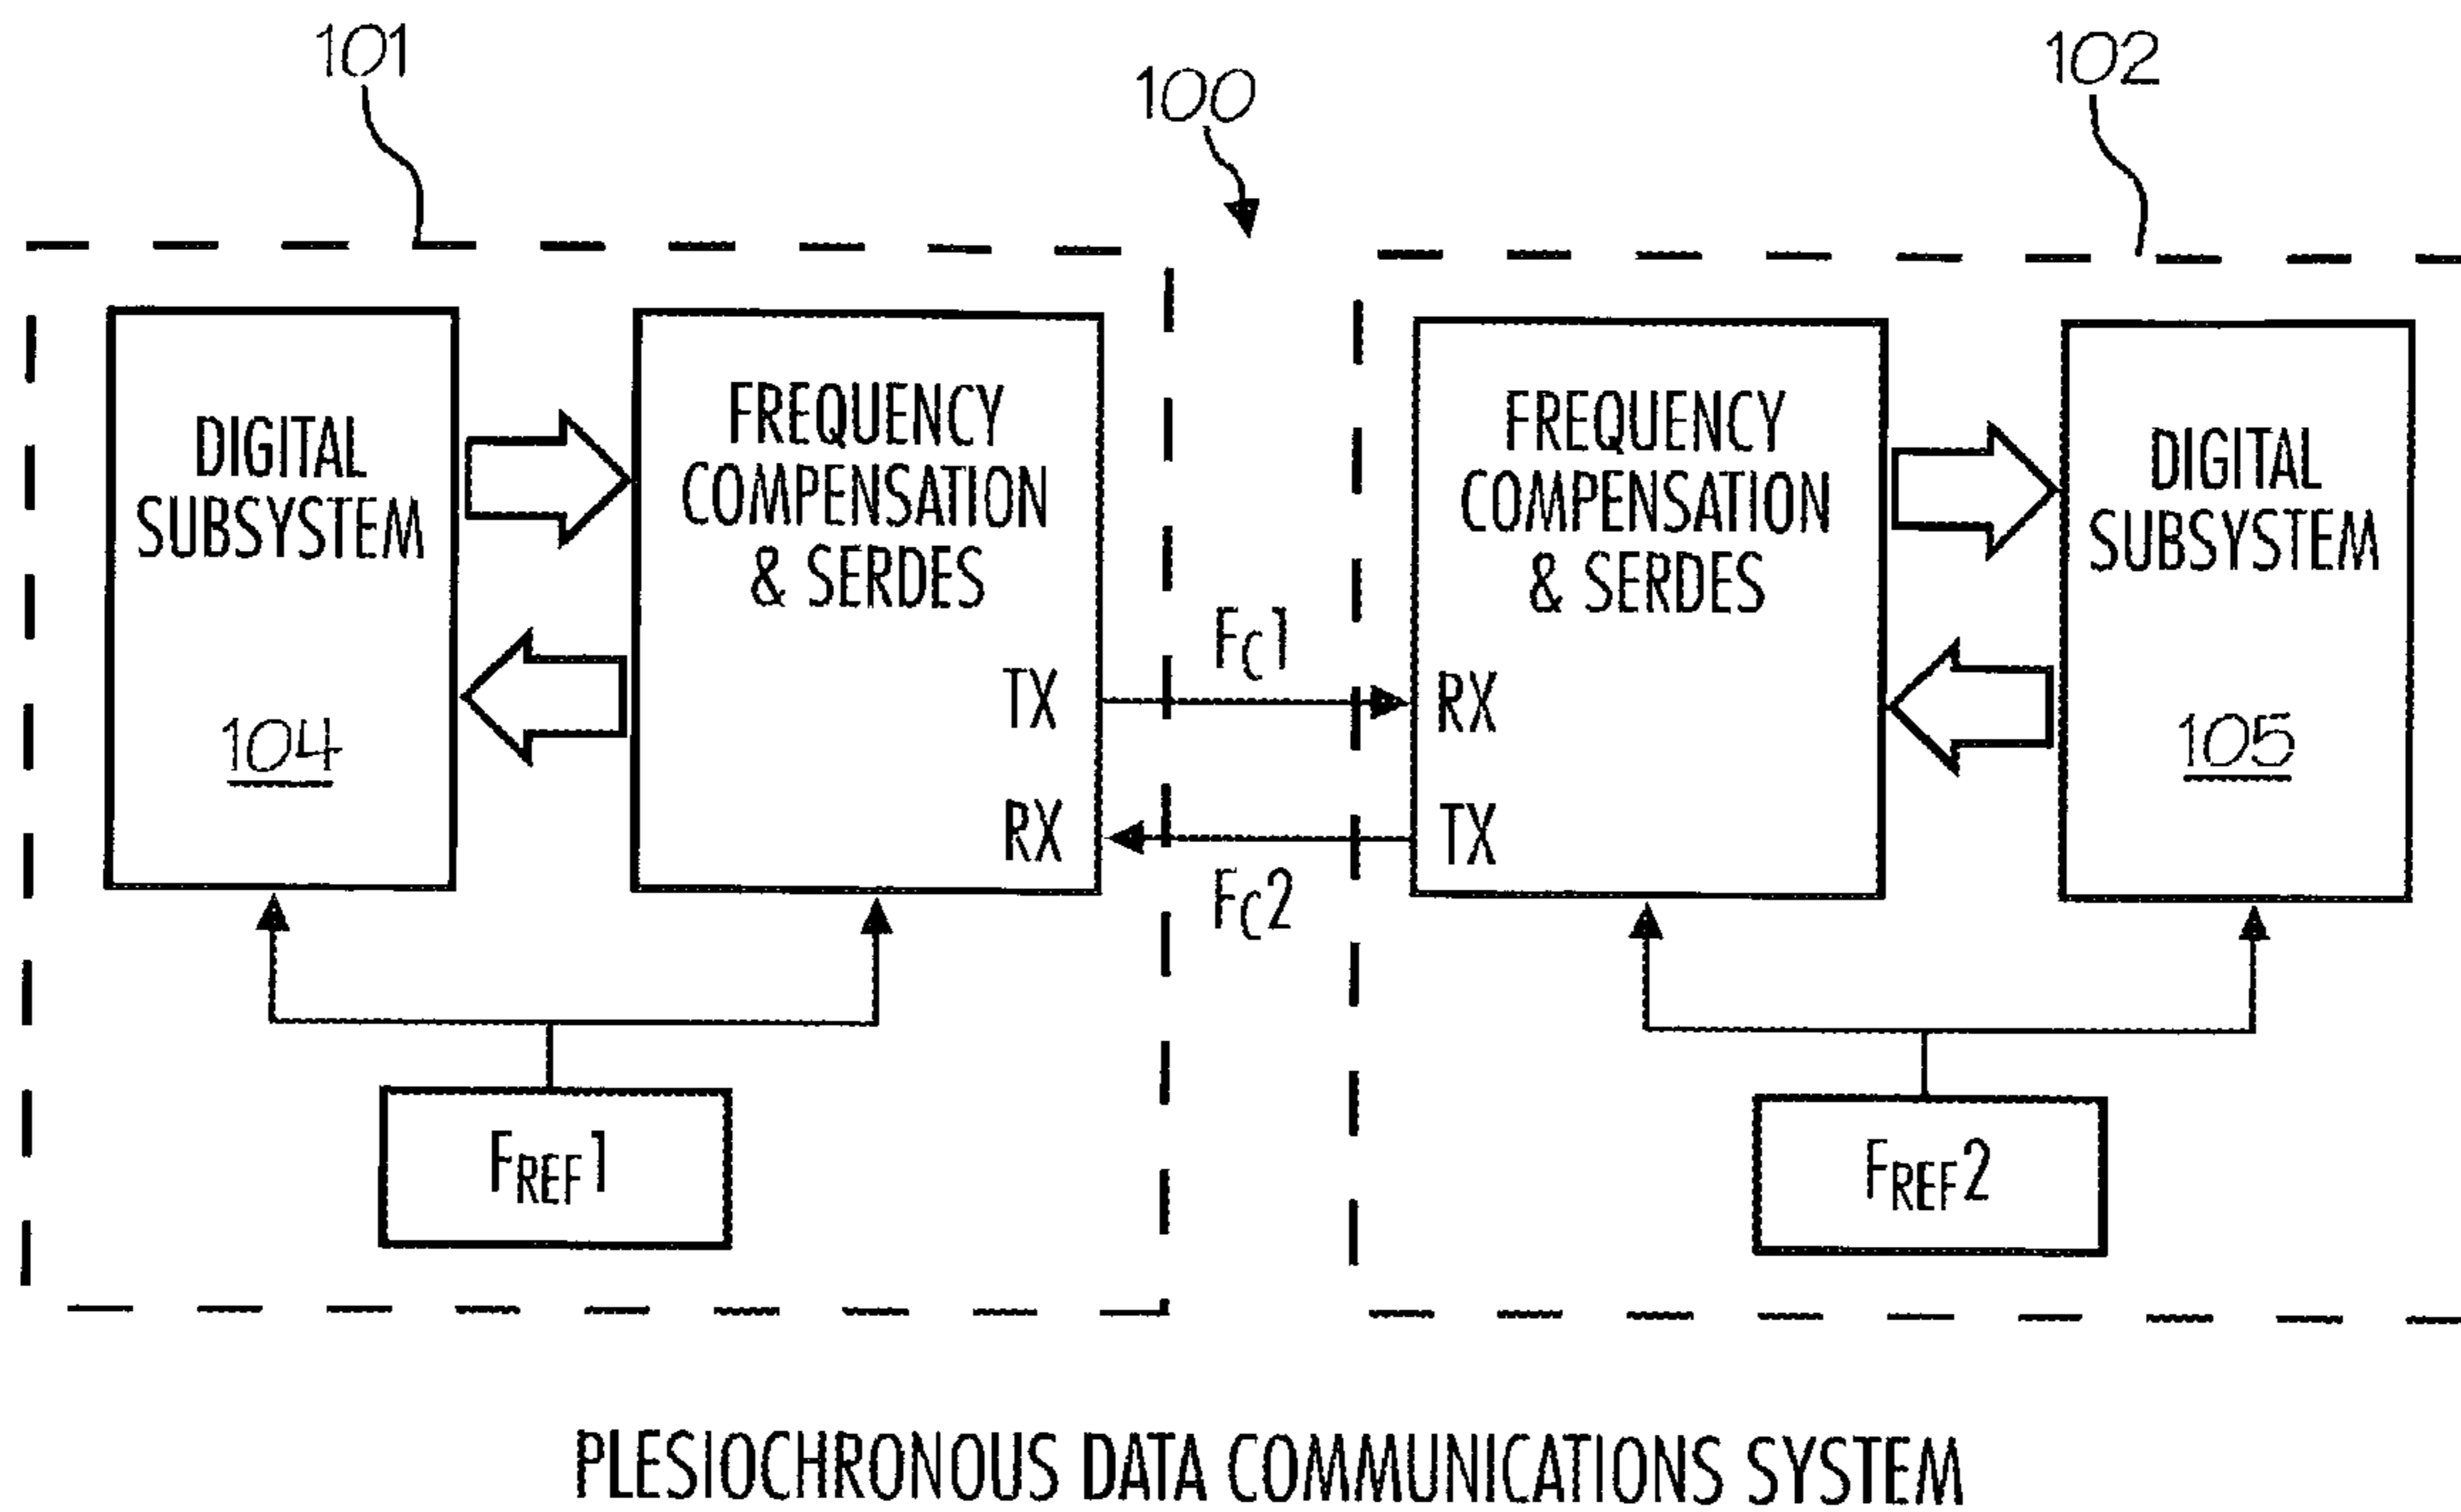 101
100
102
DIGITAL
SUBSYSTEM
104
FREQUENCY
COMPENSATION
& SERDES
TX
RX
FC1
FC2
FREQUENCY
COMPENSATION
& SERDES
RX
TX
DIGITAL
SUBSYSTEM
105
FREF1
FREF2
PLESIOCHRONOUS DATA COMMUNICATIONS SYSTEM